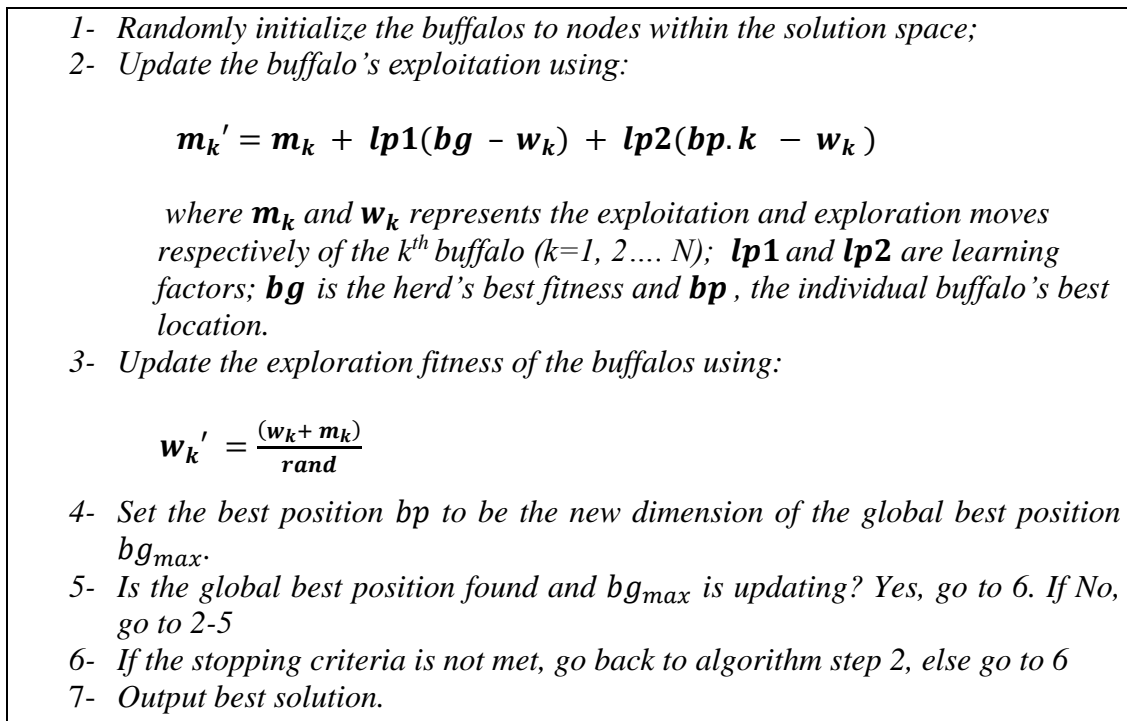 1- Randomly initialize the buffalos to nodes within the solution space;
2- Update the buffalo’s exploitation using:
m_k′ = m_k + lp1(bg – w_k) + lp2(bp.k − w_k )
where m_k and w_k represents the exploitation and exploration moves
respectively of the kᵗʰ buffalo (k=1, 2…. N); lp1 and lp2 are learning
factors; bg is the herd’s best fitness and bp , the individual buffalo’s best
location.
3- Update the exploration fitness of the buffalos using:
w_k′ = (w_k+ m_k) / rand
4- Set the best position bp to be the new dimension of the global best position
bg_max.
5- Is the global best position found and bg_max is updating? Yes, go to 6. If No,
go to 2-5
6- If the stopping criteria is not met, go back to algorithm step 2, else go to 6
7- Output best solution.